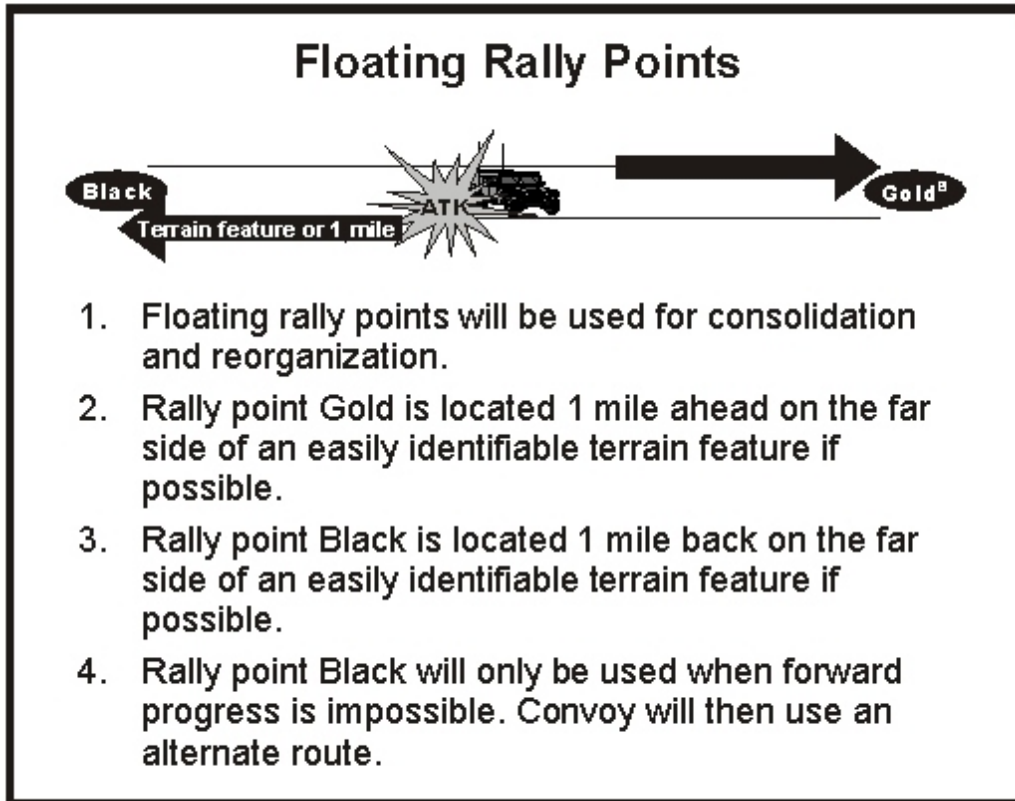 Floating Rally Points
Black
ATK
Gold⁸
Terrain feature or 1 mile
1. Floating rally points will be used for consolidation
and reorganization.
2. Rally point Gold is located 1 mile ahead on the far
side of an easily identifiable terrain feature if
possible.
3. Rally point Black is located 1 mile back on the far
side of an easily identifiable terrain feature if
possible.
4. Rally point Black will only be used when forward
progress is impossible. Convoy will then use an
alternate route.